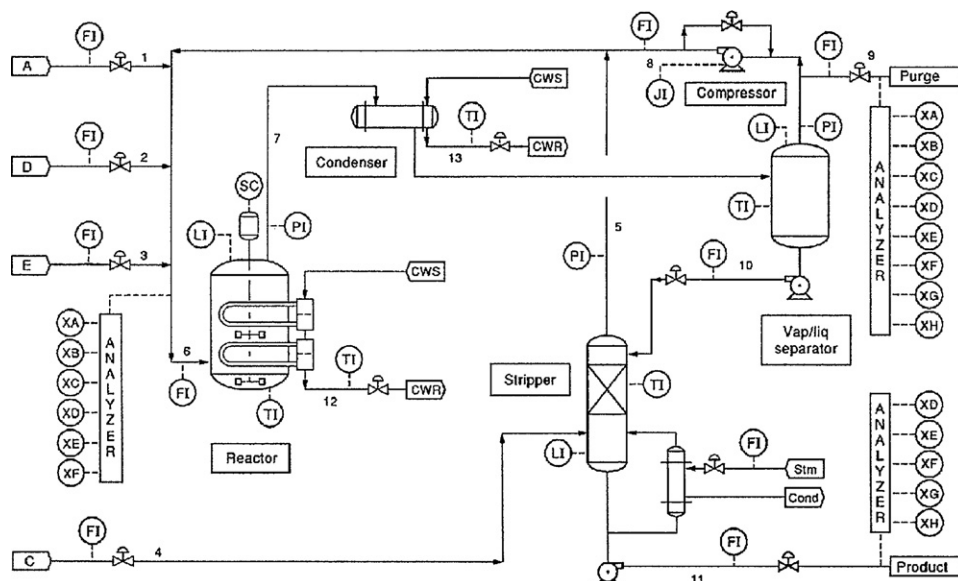 FI
FI
FI
9
A
1
8
Purge
CWS
JI
Compressor
XA
7
TI
LI
PI
FI
13
CWR
XB
D
2
Condenser
ANALYZER
XC
SC
TI
XD
LI
PI
5
FI
XE
E
3
CWS
PI
FI
10
XF
XG
XA
ANALYZER
Vap/liq
separator
XH
XB
6
TI
XC
FI
12
CWR
Stripper
TI
XD
TI
ANALYZER
XD
XE
Reactor
LI
FI
XE
XF
Stm
XF
Cond
XG
FI
XH
C
4
FI
11
Product